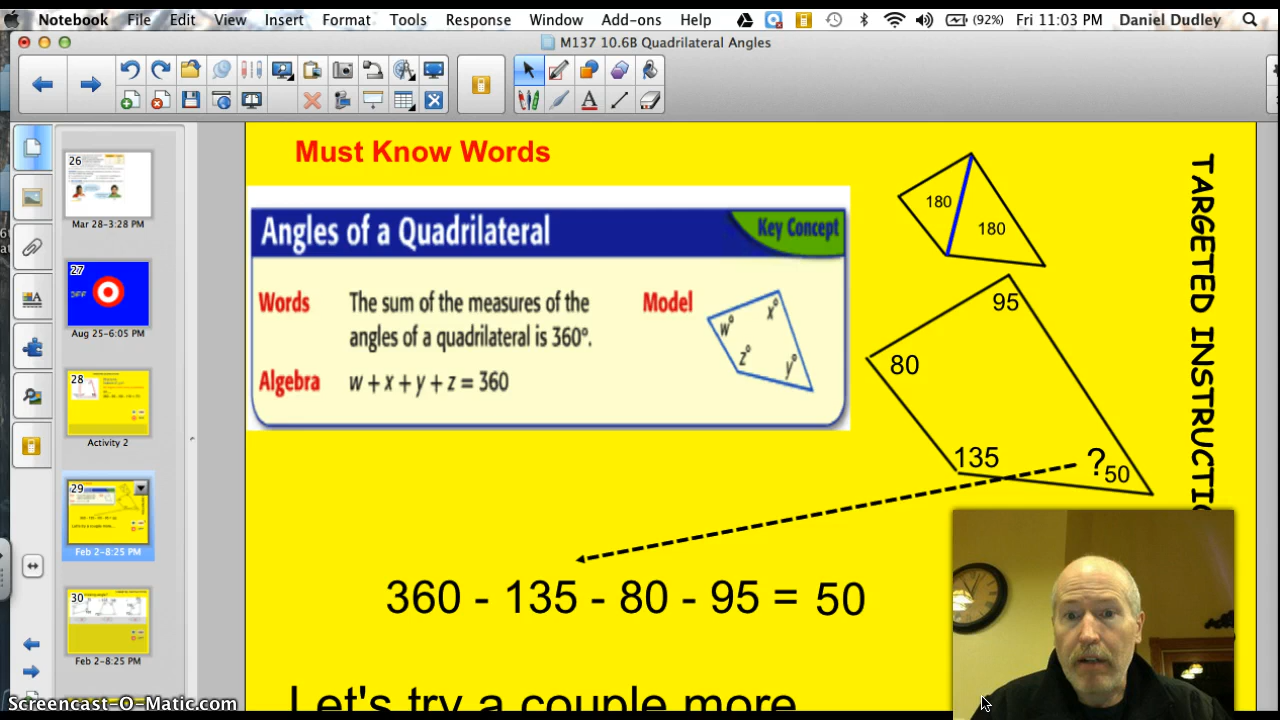 Notebook File Edit View Insert Format Tools Response Window Add-ons Help (92%) Fri 11:03 PM Daniel Dudley
M137 10.6B Quadrilateral Angles
Must Know Words
Angles of a Quadrilateral
Key Concept
Words
The sum of the measures of the
angles of a quadrilateral is 360°.
Model
w°
x°
y°
z°
Algebra
w + x + y + z = 360
180
180
95
80
135
?
50
TARGETED INSTRUCTI
360 - 135 - 80 - 95 = 50
Let's try a couple more
26
Mar 28-3:28 PM
27
Aug 25-6:05 PM
28
Activity 2
29
Feb 2-8:25 PM
30
Feb 2-8:25 PM
Screencast-O-Matic.com